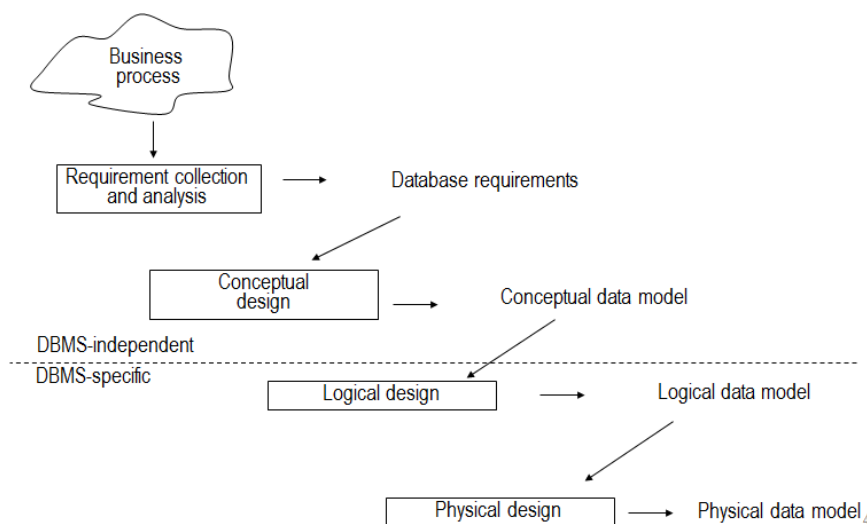 Business
process
Requirement collection
and analysis
Database requirements
Conceptual
design
Conceptual data model
DBMS-independent
DBMS-specific
Logical design
Logical data model
Physical design
Physical data model